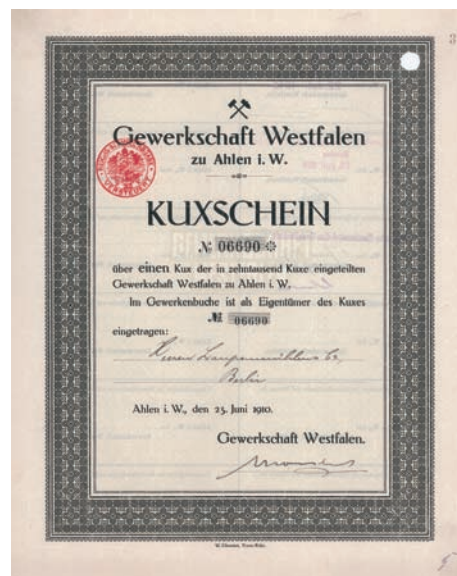 Gewerkschaft Westfalen
zu Ahlen i. W.
KUXSCHEIN
№ 06690
über einen Kux der in zehntausend Kuxe eingeteilten
Gewerkschaft Westfalen zu Ahlen i. W.
Im Gewerkenbuche ist als Eigentümer des Kuxes
№ 06690
eingetragen:
Berlin
Ahlen i. W., den 25. Juni 1910.
Gewerkschaft Westfalen.